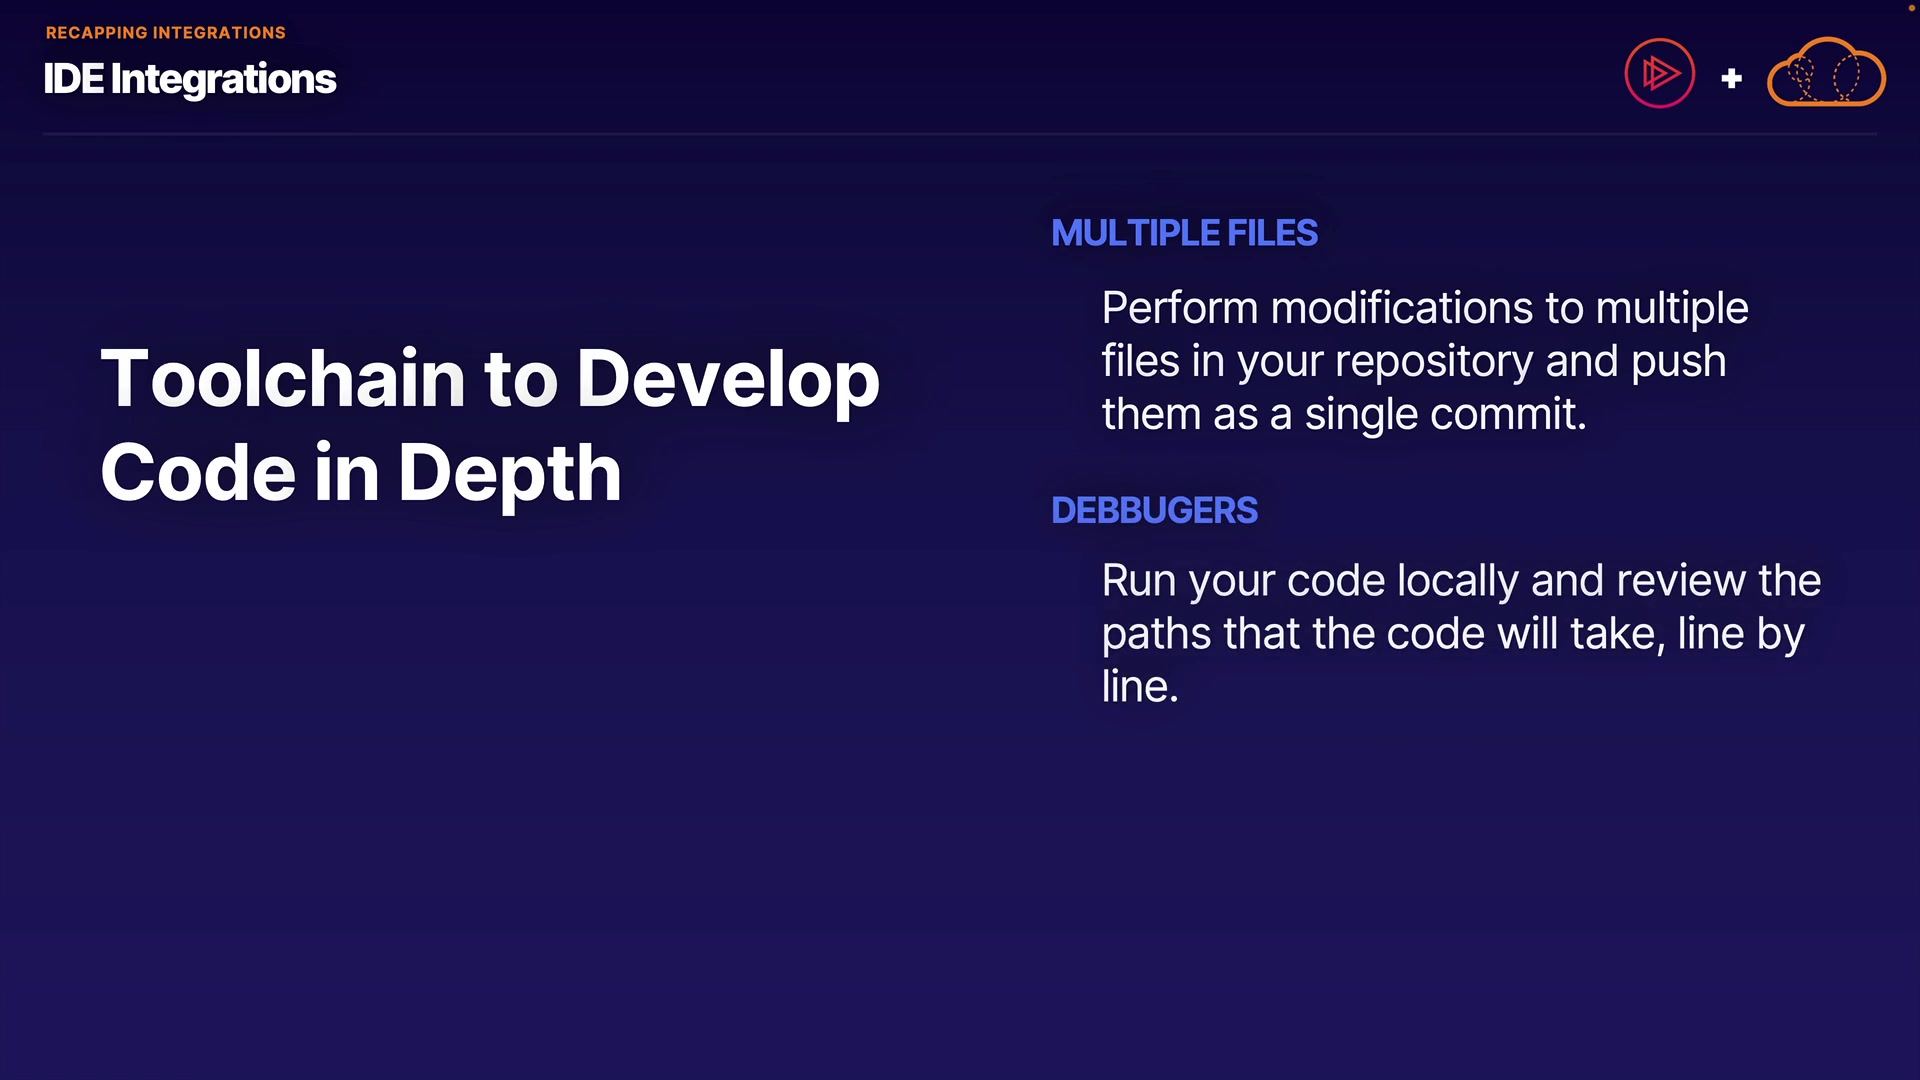 RECAPPING INTEGRATIONS
IDE Integrations
+
Toolchain to Develop
Code in Depth
MULTIPLE FILES
Perform modifications to multiple
files in your repository and push
them as a single commit.
DEBBUGERS
Run your code locally and review the
paths that the code will take, line by
line.